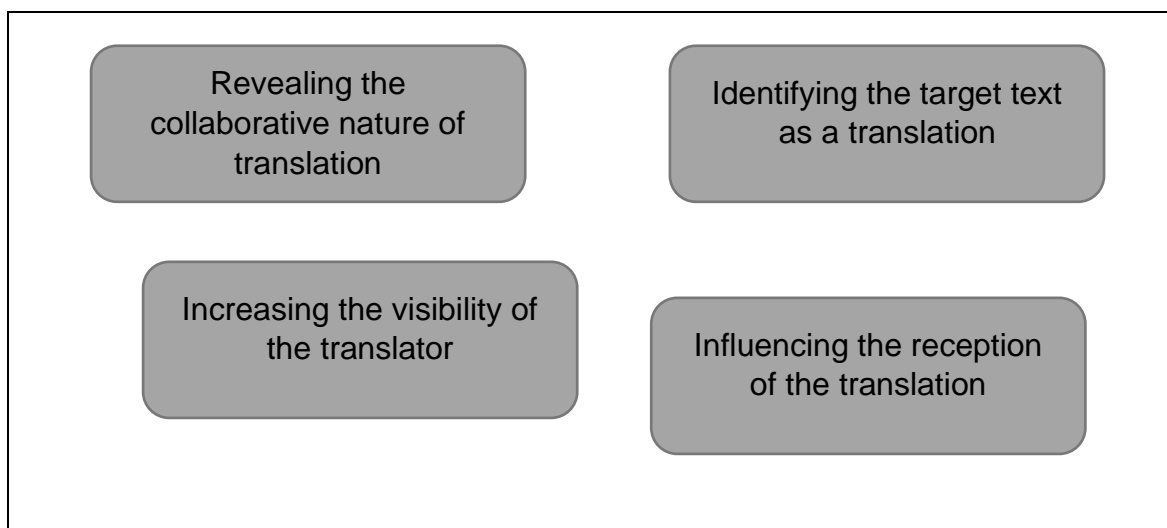 Revealing the
collaborative nature of
translation
Identifying the target text
as a translation
Increasing the visibility of
the translator
Influencing the reception
of the translation